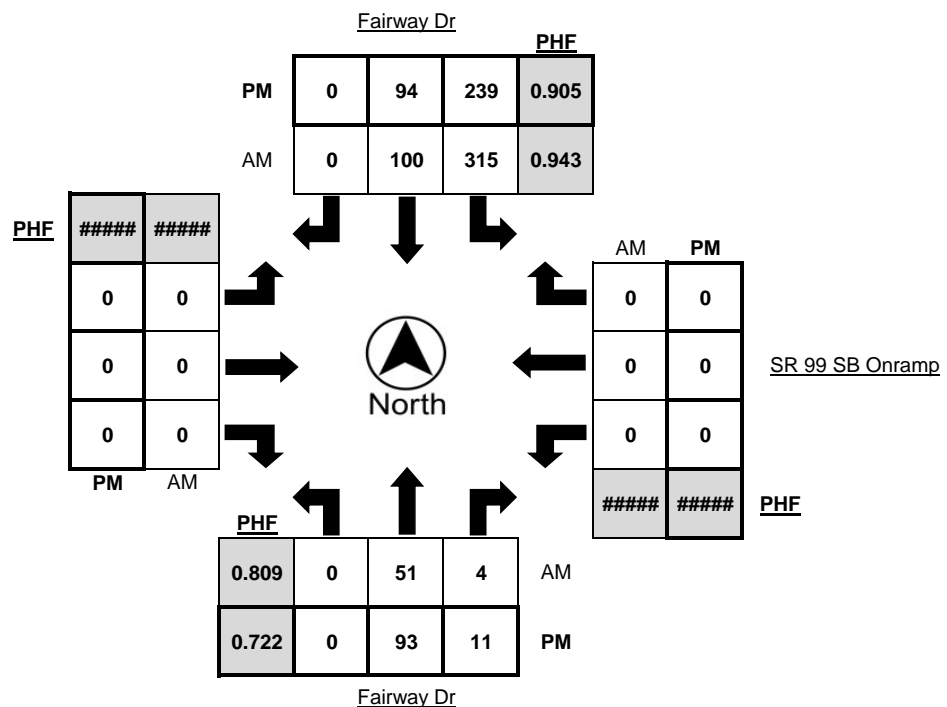 Fairway Dr
PHF
PM 0 94 239 0.905
AM 0 100 315 0.943
PHF ##### #####
AM PM
0 0
0 0
0 0
0 0
SR 99 SB Onramp
0 0
0 0
PM AM
North
##### ##### PHF
PHF
0.809 0 51 4 AM
0.722 0 93 11 PM
Fairway Dr